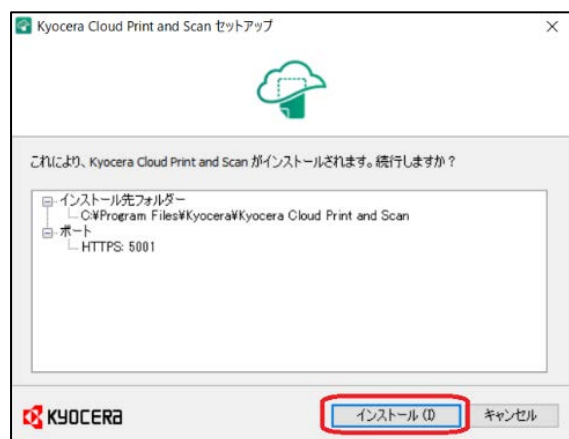 Kyocera Cloud Print and Scan セットアップ
これにより、Kyocera Cloud Print and Scan がインストールされます。続行しますか？
インストール先フォルダー
C:¥Program Files¥Kyocera¥Kyocera Cloud Print and Scan
ポート
HTTPS: 5001
KYOCERA
インストール (I)
キャンセル